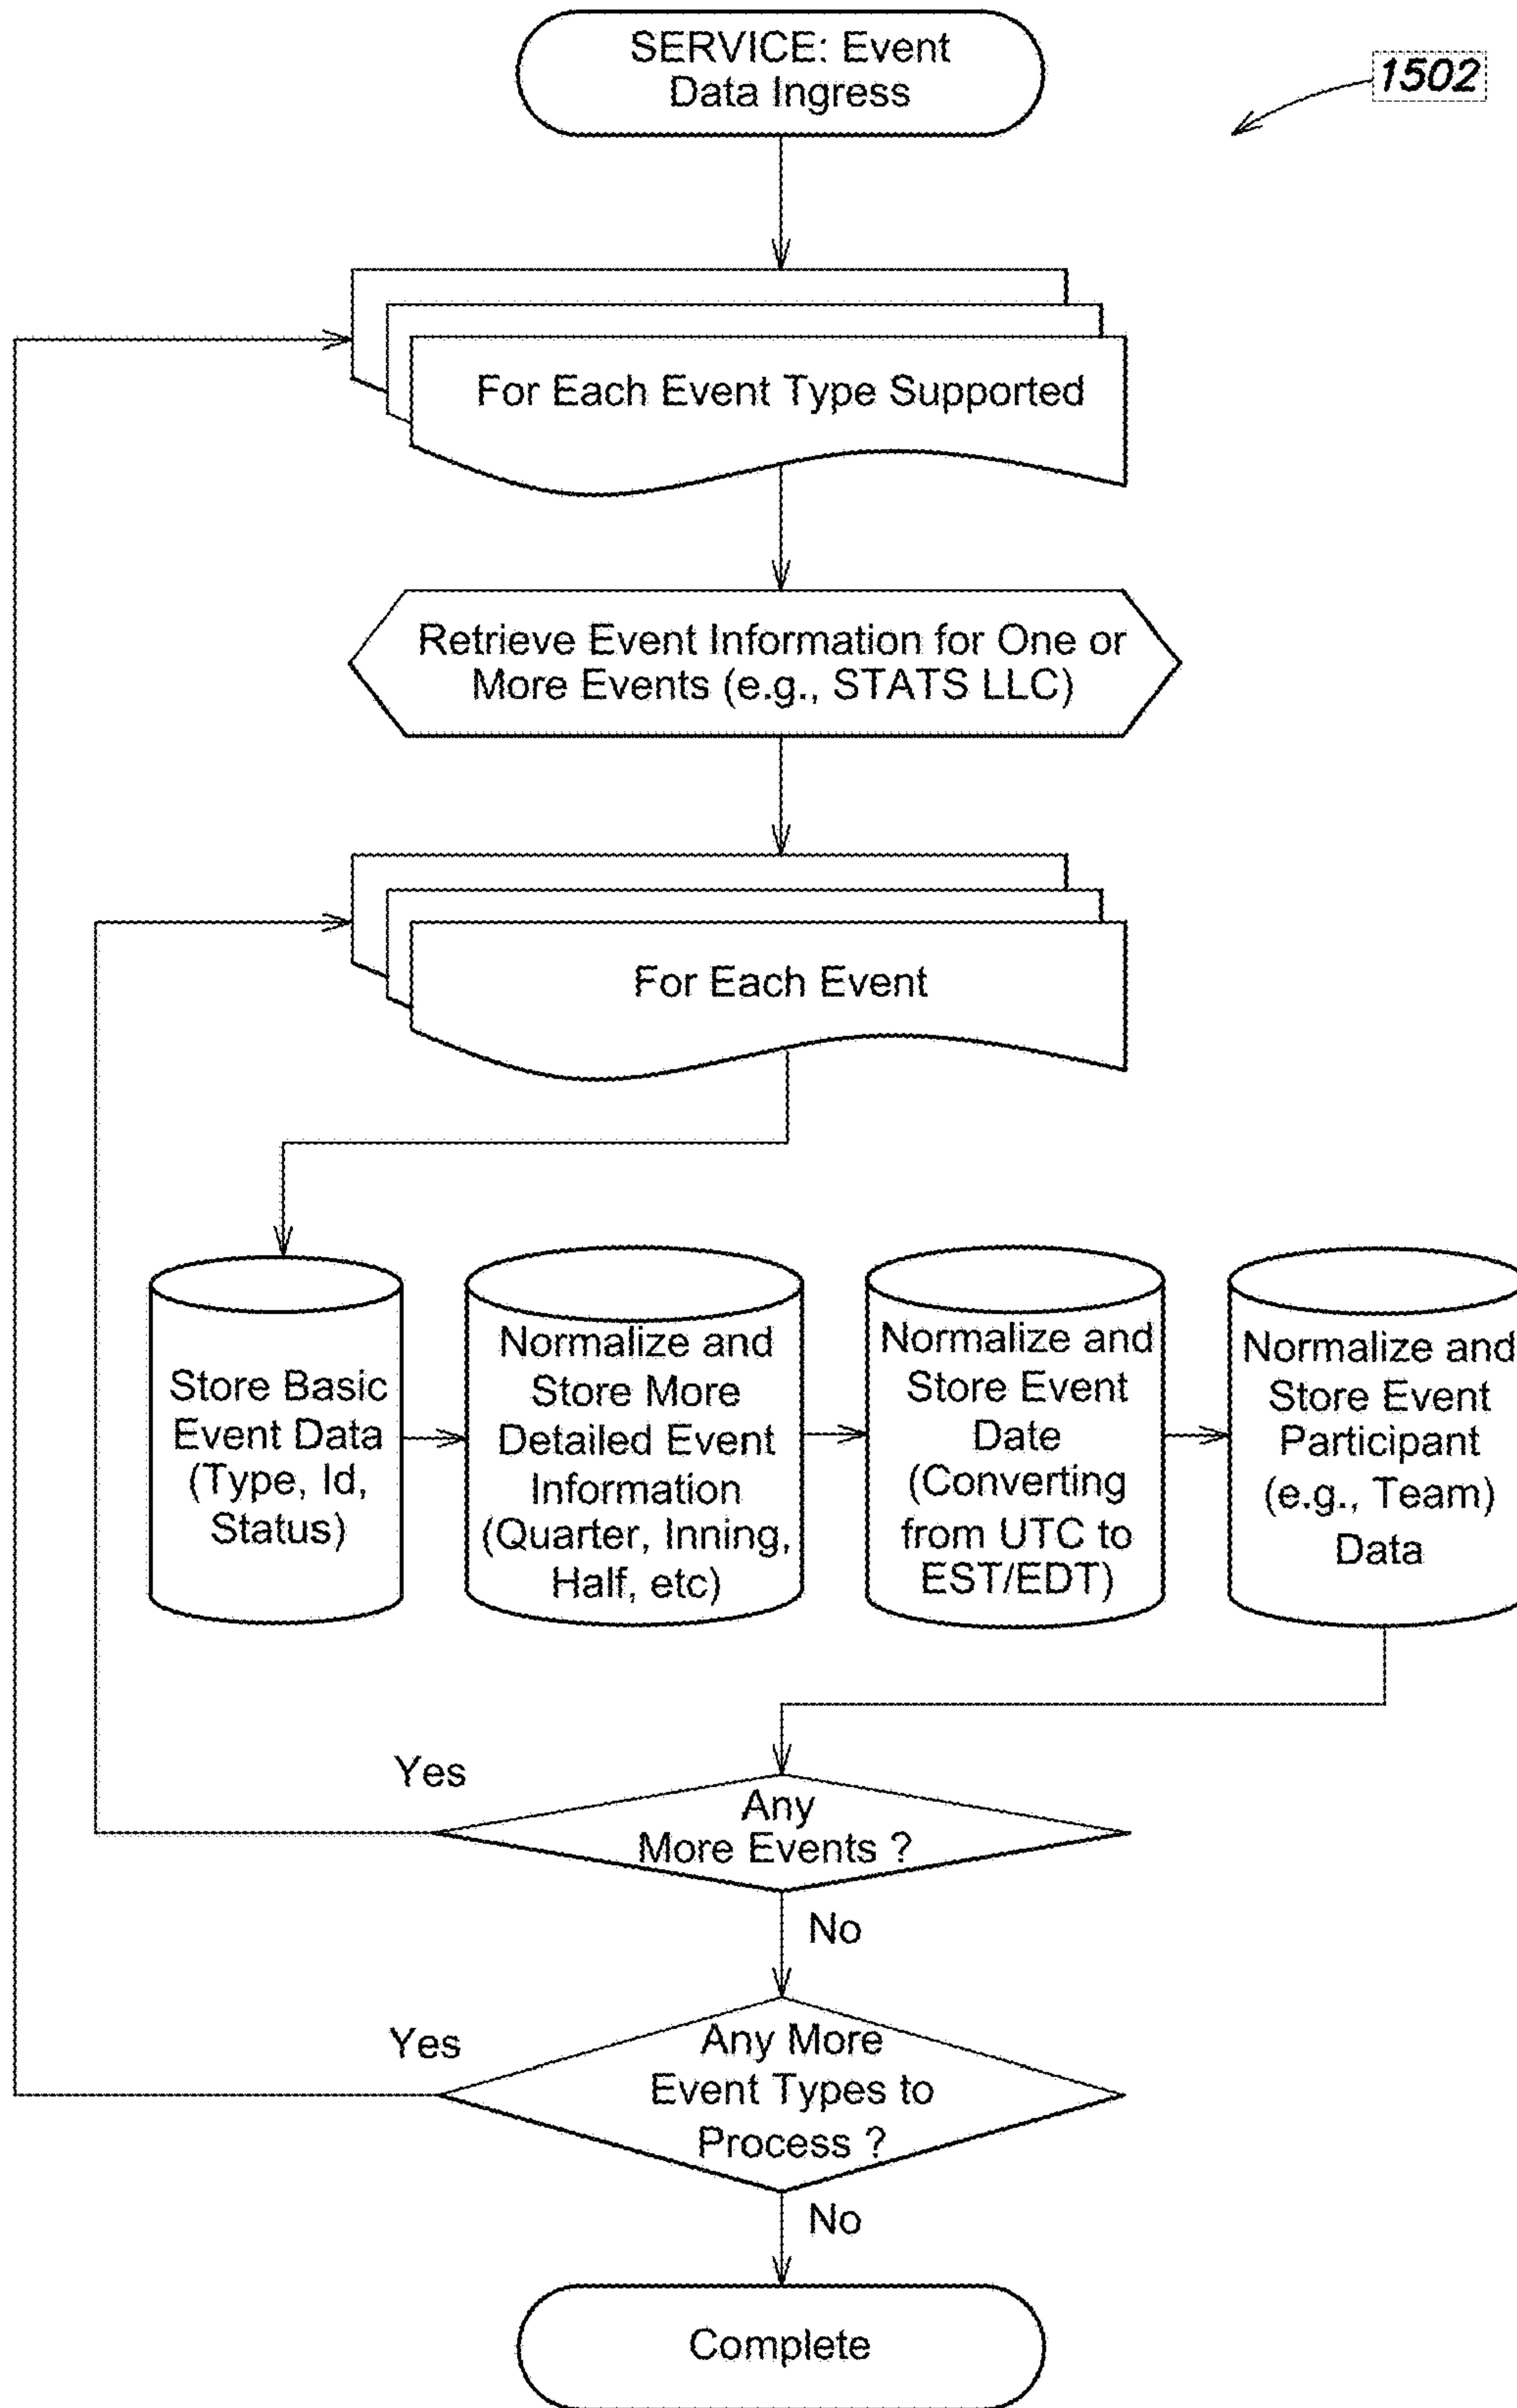 SERVICE: Event
Data Ingress
1502
For Each Event Type Supported
Retrieve Event Information for One or
More Events (e.g., STATS LLC)
For Each Event
Store Basic
Event Data
(Type, Id,
Status)
Normalize and
Store More
Detailed Event
Information
(Quarter, Inning,
Half, etc)
Normalize and
Store Event
Date
(Converting
from UTC to
EST/EDT)
Normalize and
Store Event
Participant
(e.g., Team)
Data
Yes
Any
More Events ?
No
Yes
Any More
Event Types to
Process ?
No
Complete